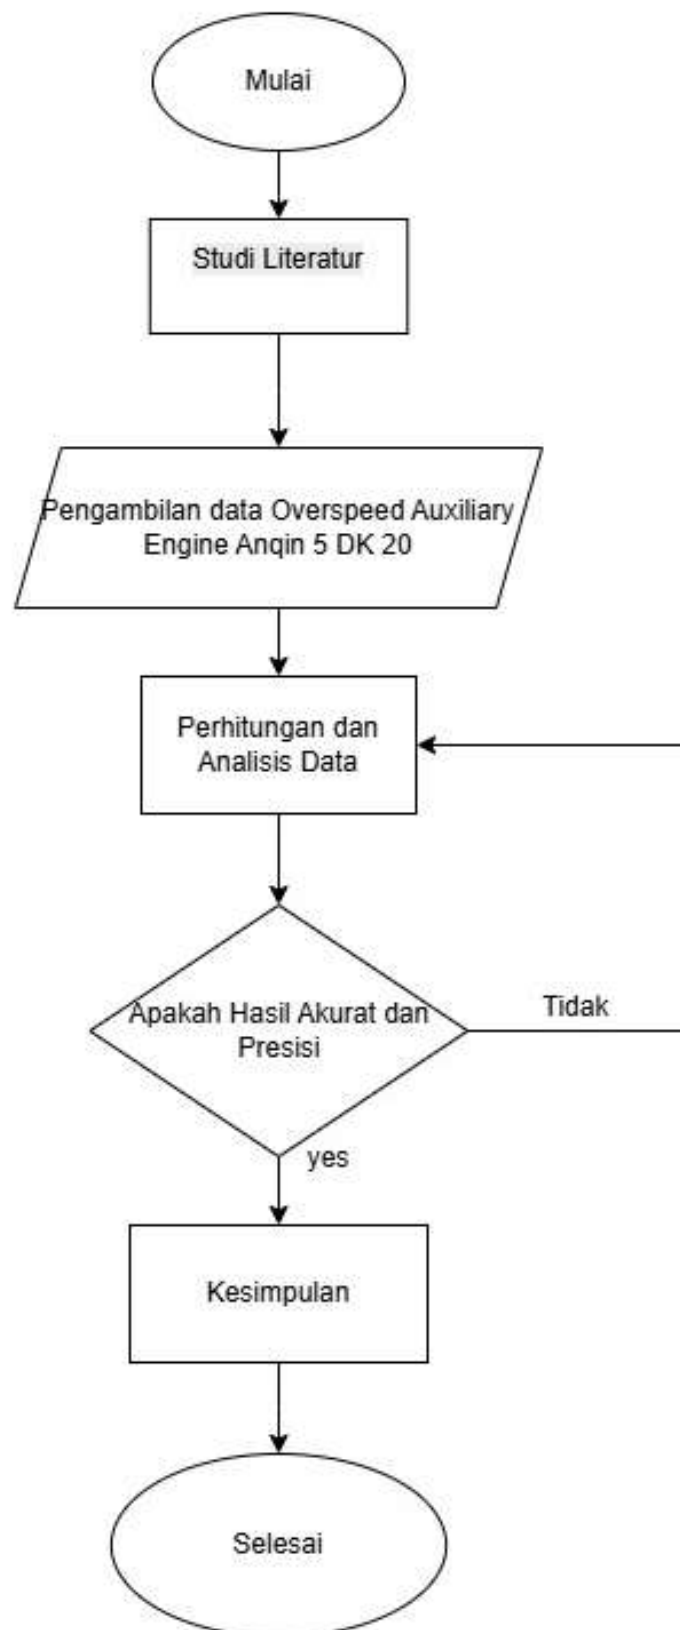 Mulai
Studi Literatur
Pengambilan data Overspeed Auxiliary
Engine Anqin 5 DK 20
Perhitungan dan
Analisis Data
Apakah Hasil Akurat dan
Presisi
Tidak
yes
Kesimpulan
Selesai